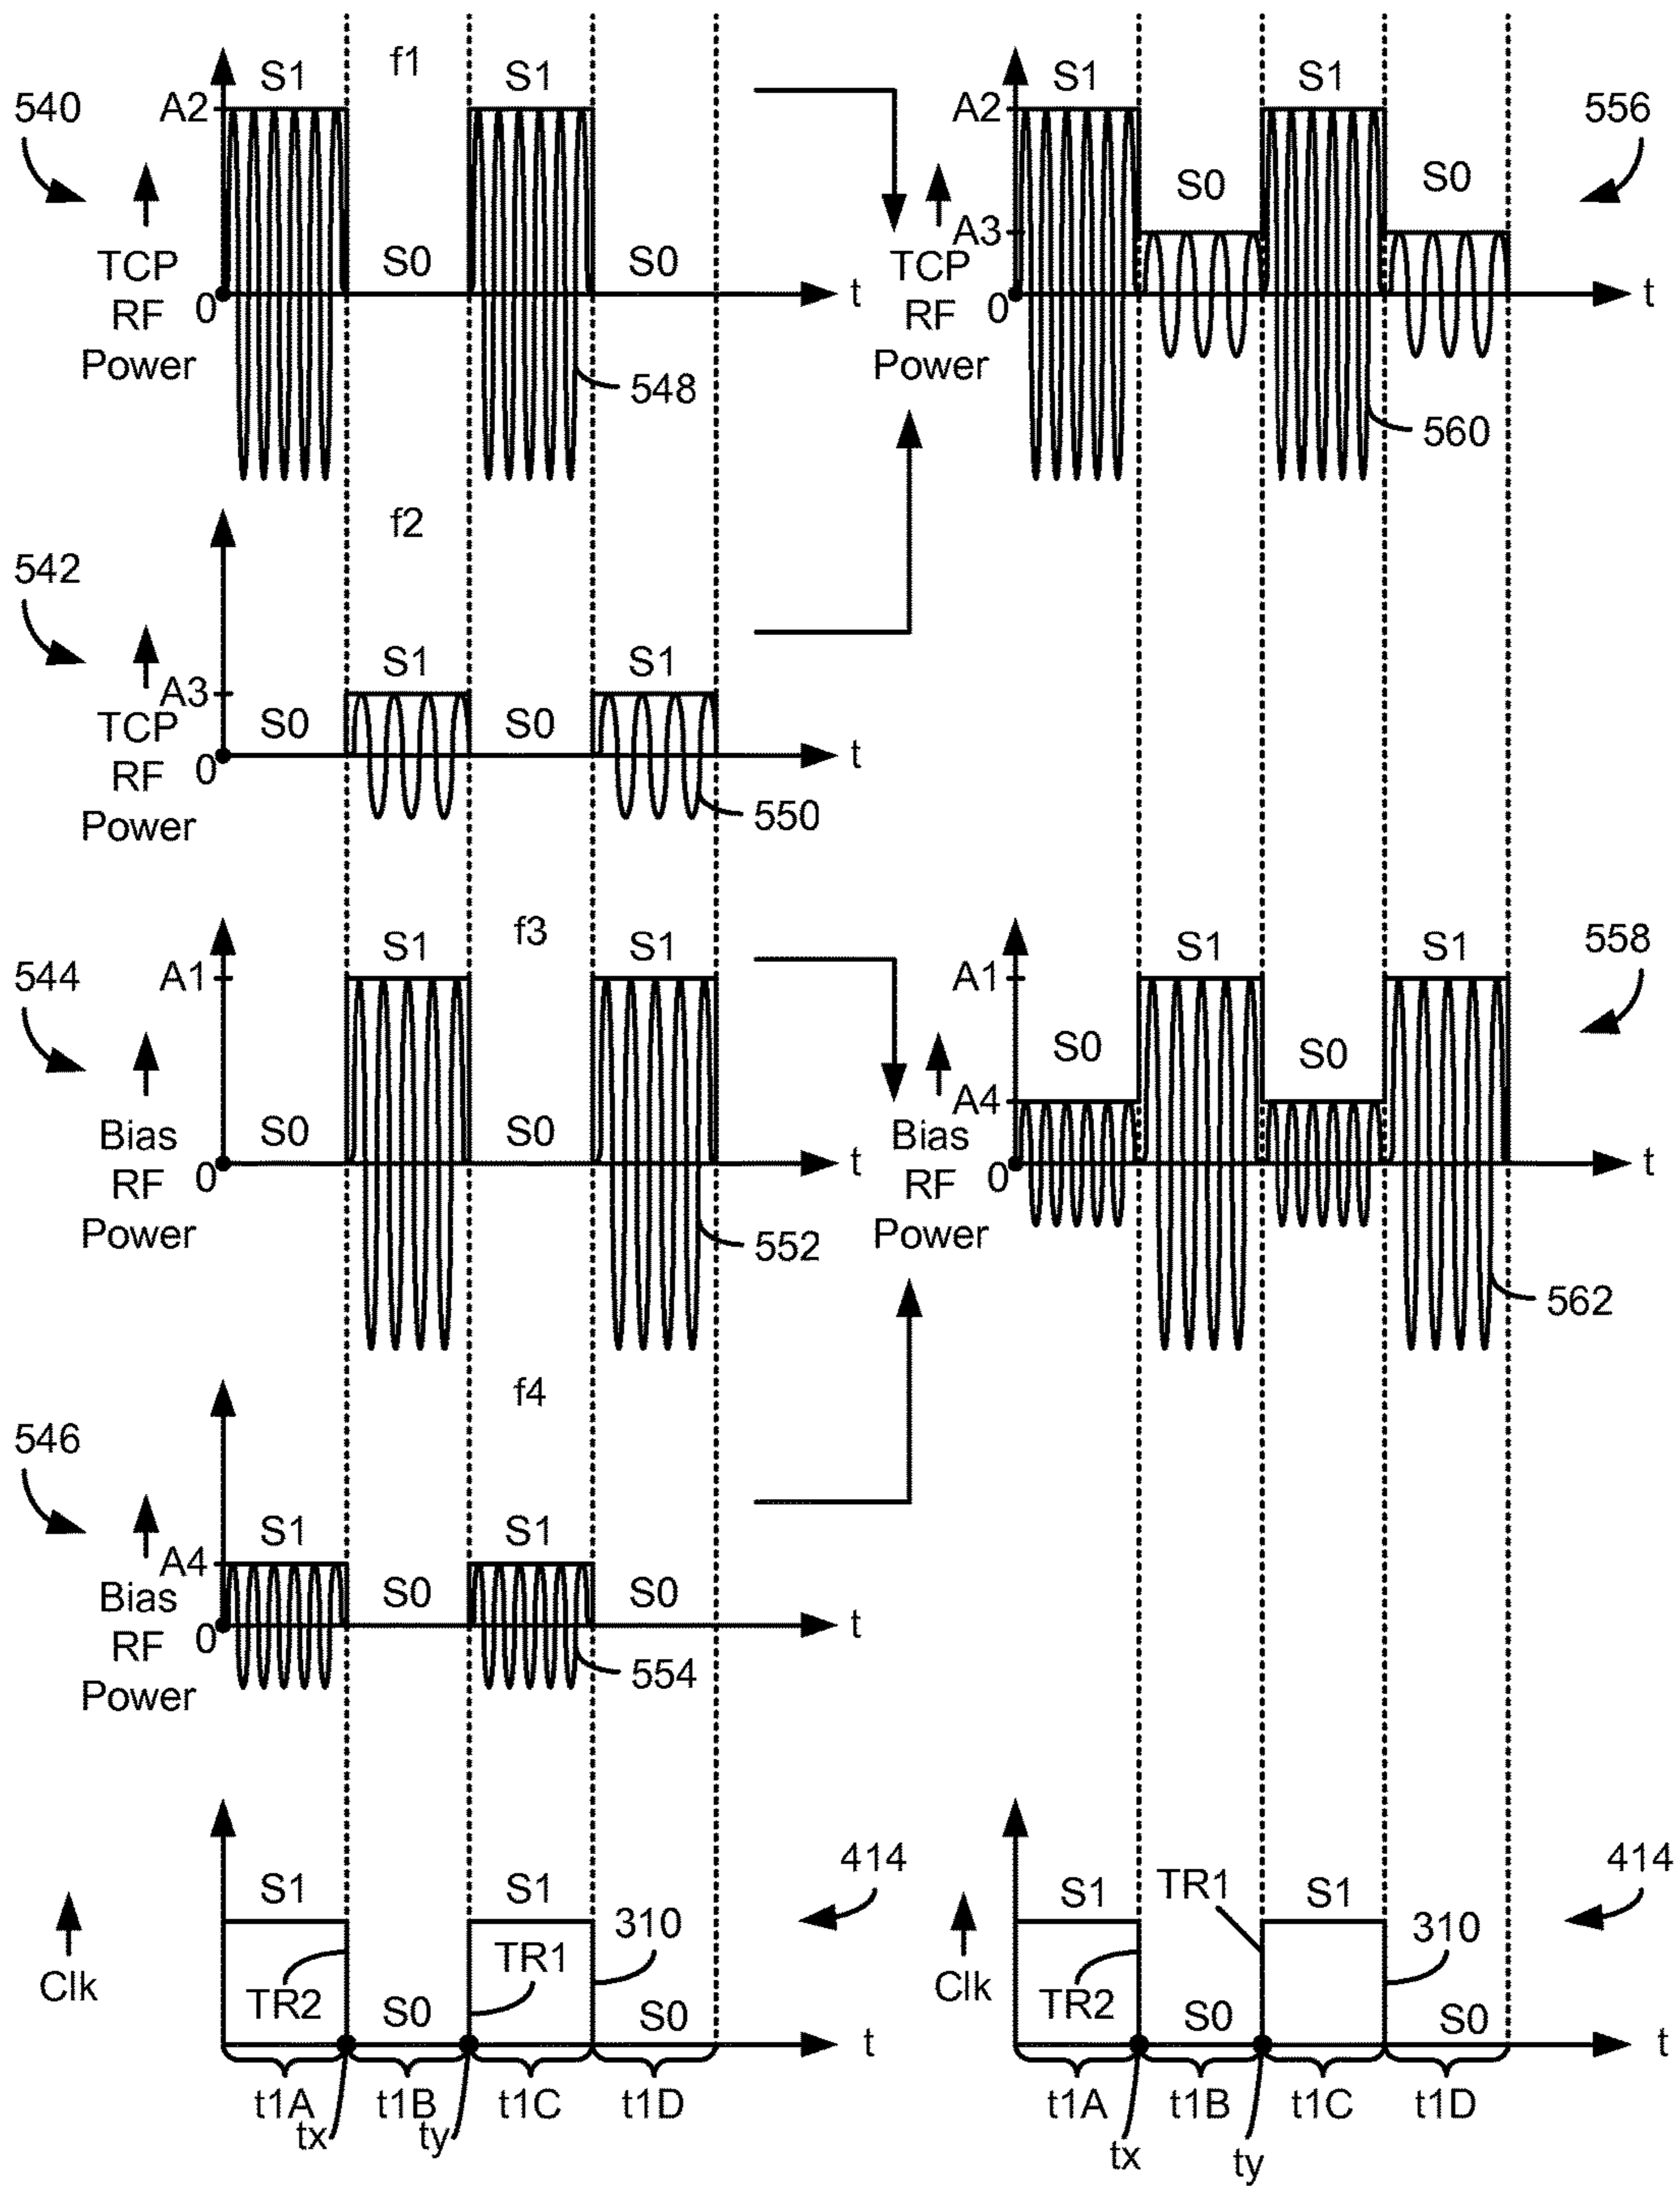 f1
S1
S1
540
A2
S0
S0
TCP
RF
Power
0
t
548
S1
S1
556
A2
S0
S0
A3
TCP
RF
Power
0
t
560
f2
542
S1
S1
A3
S0
S0
TCP
RF
Power
0
t
550
f3
S1
S1
544
A1
S0
S0
Bias
RF
Power
0
t
552
S1
S1
558
A1
S0
S0
A4
Bias
RF
Power
0
t
562
f4
546
S1
S1
A4
S0
S0
Bias
RF
Power
0
t
554
S1
S1
414
310
TR1
Clk
TR2
S0
S0
t
t1A
t1B
t1C
t1D
tx
ty
S1
TR1
S1
414
310
Clk
TR2
S0
S0
t
t1A
t1B
t1C
t1D
tx
ty